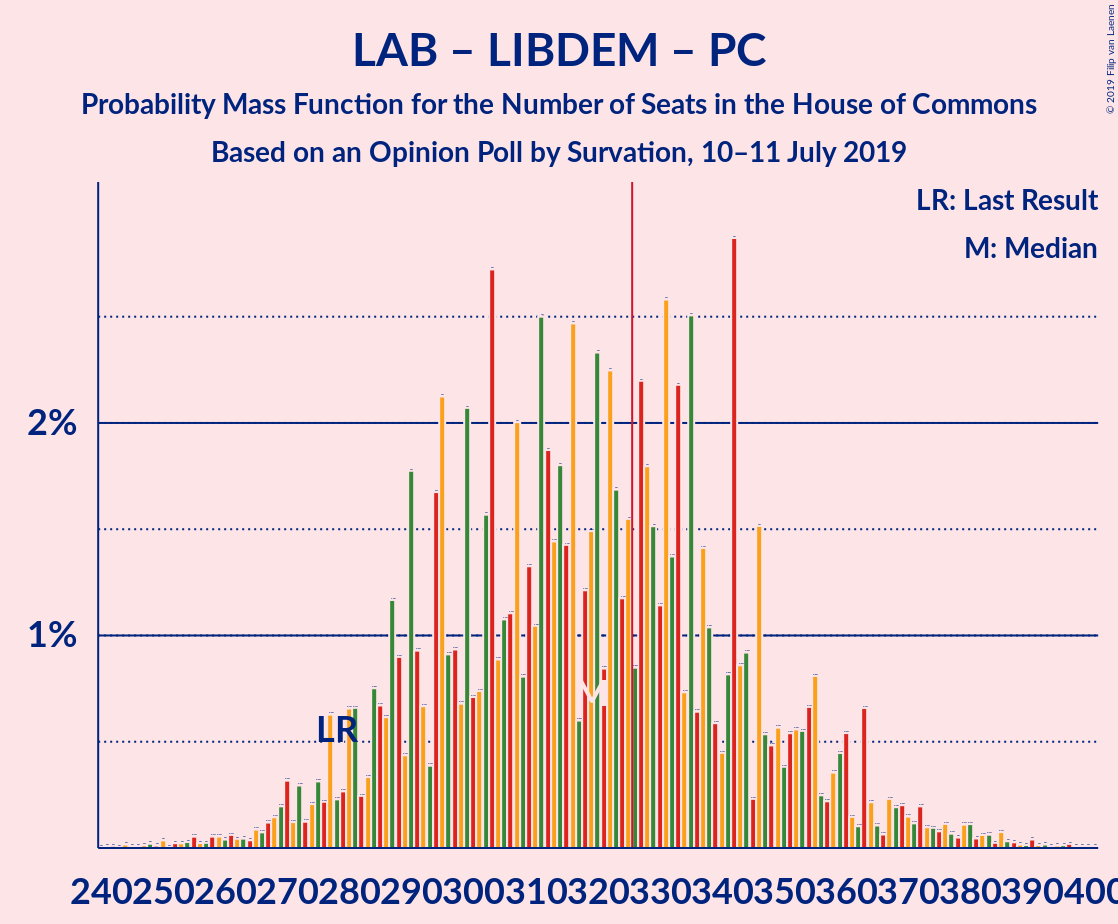 LAB – LIBDEM – PC
Probability Mass Function for the Number of Seats in the House of Commons
Based on an Opinion Poll by Survation, 10–11 July 2019
© 2019 Filip van Laenen
LR: Last Result
M: Median
2%
1%
LR
M
240 250 260 270 280 290 300 310 320 330 340 350 360 370 380 390 400